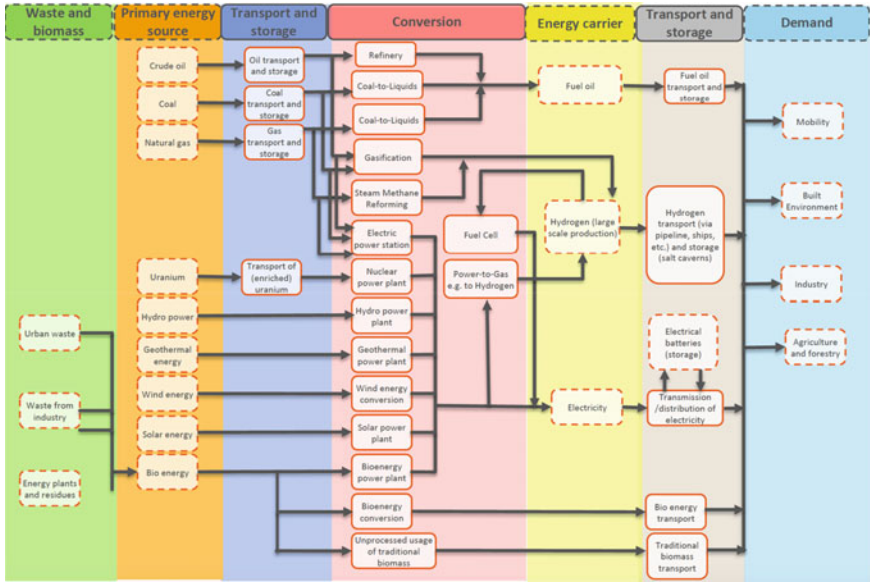 Waste and
biomass
Primary energy
source
Transport and
storage
Conversion
Energy carrier
Transport and
storage
Demand
Urban waste
Waste from
industry
Energy plants
and residues
Crude oil
Coal
Natural gas
Uranium
Hydro power
Geothermal
energy
Wind energy
Solar energy
Bio energy
Oil transport
and storage
Coal
transport and
storage
Gas
transport and
storage
Transport of
(enriched)
uranium
Refinery
Coal-to-Liquids
Coal-to-Liquids
Gasification
Steam Methane
Reforming
Electric
power station
Nuclear
power plant
Hydro power
plant
Geothermal
power plant
Wind energy
conversion
Solar power
plant
Bioenergy
power plant
Bioenergy
conversion
Unprocessed usage
of traditional
biomass
Fuel Cell
Power-to-Gas
e.g. to Hydrogen
Fuel oil
Hydrogen (large
scale production)
Electricity
Fuel oil
transport and
storage
Hydrogen
transport (via
pipeline, ships,
etc.) and storage
(salt caverns)
Electrical
batteries
(storage)
Transmission
/distribution of
electricity
Bio energy
transport
Traditional
biomass
transport
Mobility
Built
Environment
Industry
Agriculture
and forestry